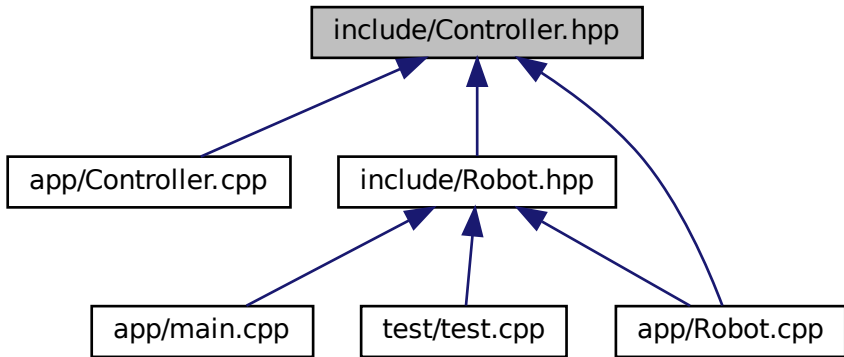 include/Controller.hpp
app/Controller.cpp
include/Robot.hpp
app/main.cpp
test/test.cpp
app/Robot.cpp